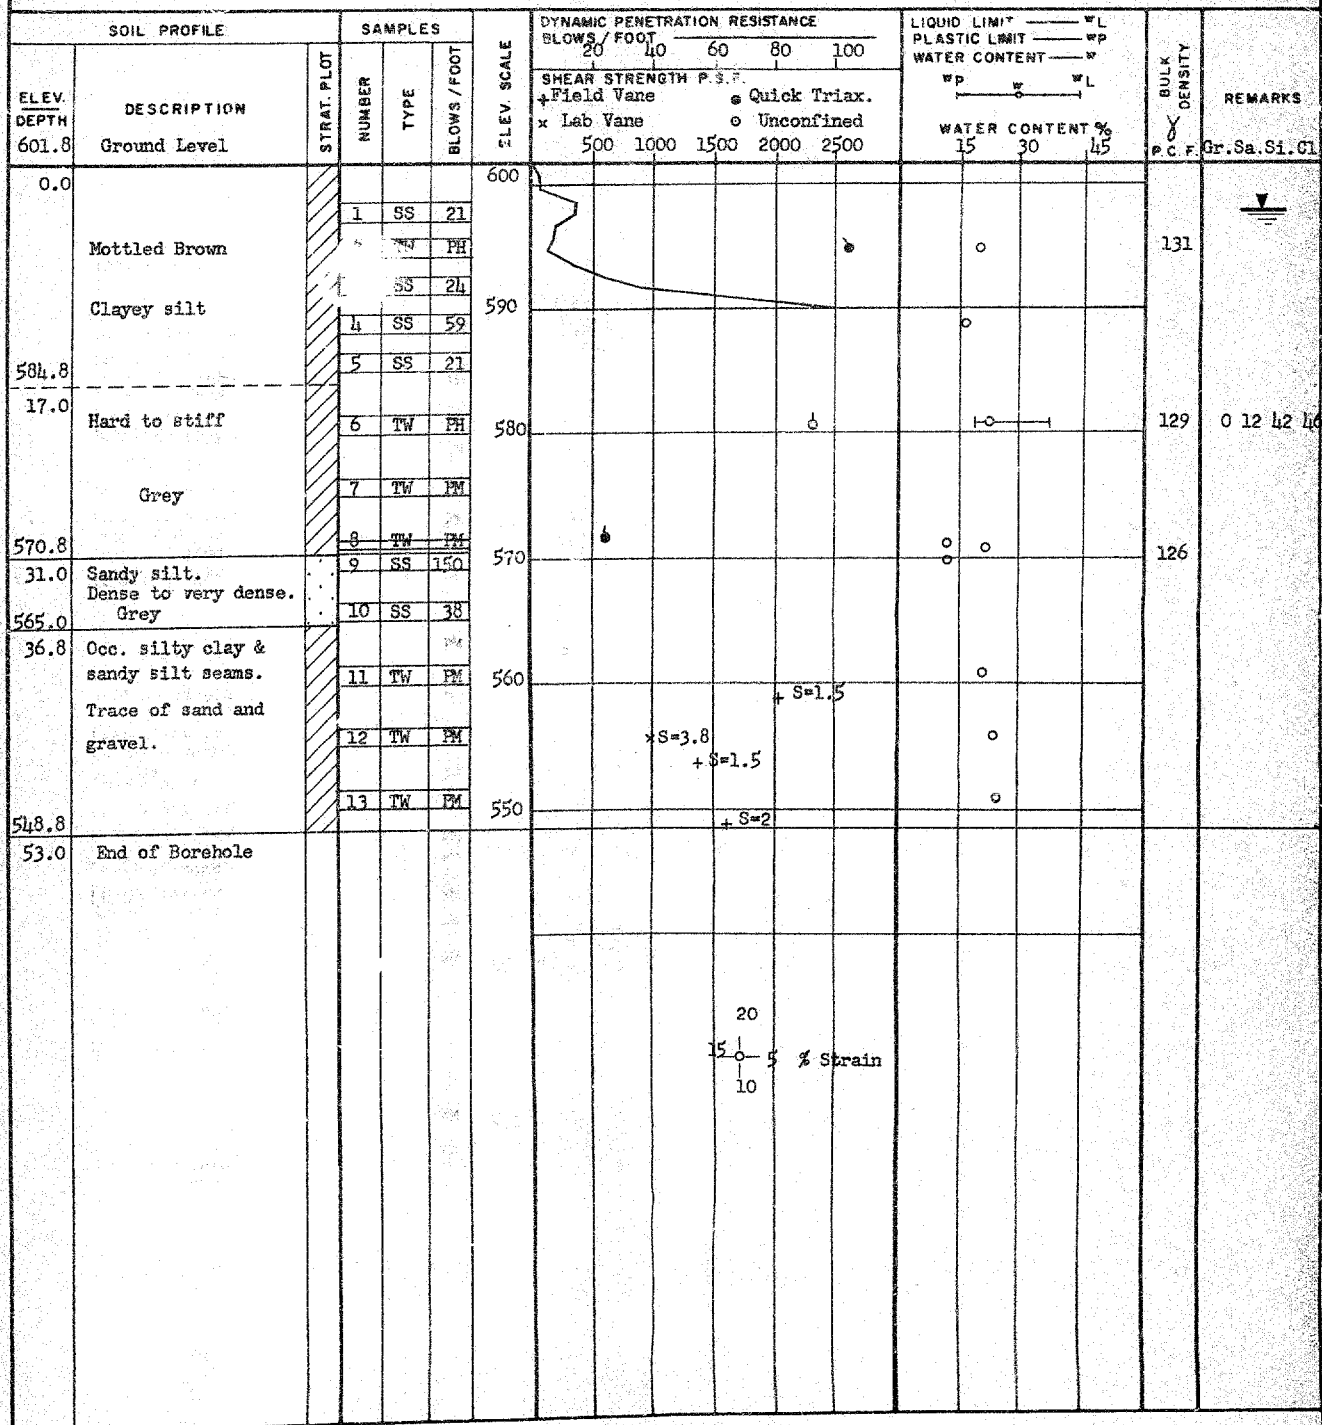 SOIL PROFILE
SAMPLES
ELEV. SCALE
DYNAMIC PENETRATION RESISTANCE
BLOWS / FOOT
20 40 60 80 100
SHEAR STRENGTH P.S.F.
+Field Vane
Quick Triax.
x Lab Vane
Unconfined
500 1000 1500 2000 2500
LIQUID LIMIT WL
PLASTIC LIMIT WP
WATER CONTENT W
WP W WL
WATER CONTENT %
15 30 45
BULK DENSITY
γ
P.C.F.
REMARKS
Gr.Sa.Si.Cl
ELEV.
DEPTH
DESCRIPTION
STRAT. PLOT
NUMBER
TYPE
BLOWS / FOOT
601.8 Ground Level
0.0
600
1 SS 21
Mottled Brown
TW PH
131
SS 24
Clayey silt
590
4 SS 59
5 SS 21
584.8
17.0
Hard to stiff
6 TW PH
580
129
0 12 42 46
Grey
7 TW PM
8 TW PM
570.8
570
126
31.0 Sandy silt.
9 SS 150
Dense to very dense.
Grey
10 SS 38
565.0
36.8 Occ. silty clay &
sandy silt seams.
11 TW PM
560
+ S=1.5
Trace of sand and
gravel.
12 TW PM
x S=3.8
+ S=1.5
13 TW PM
550
+ S=2
548.8
53.0 End of Borehole
20
15 5 % Strain
10